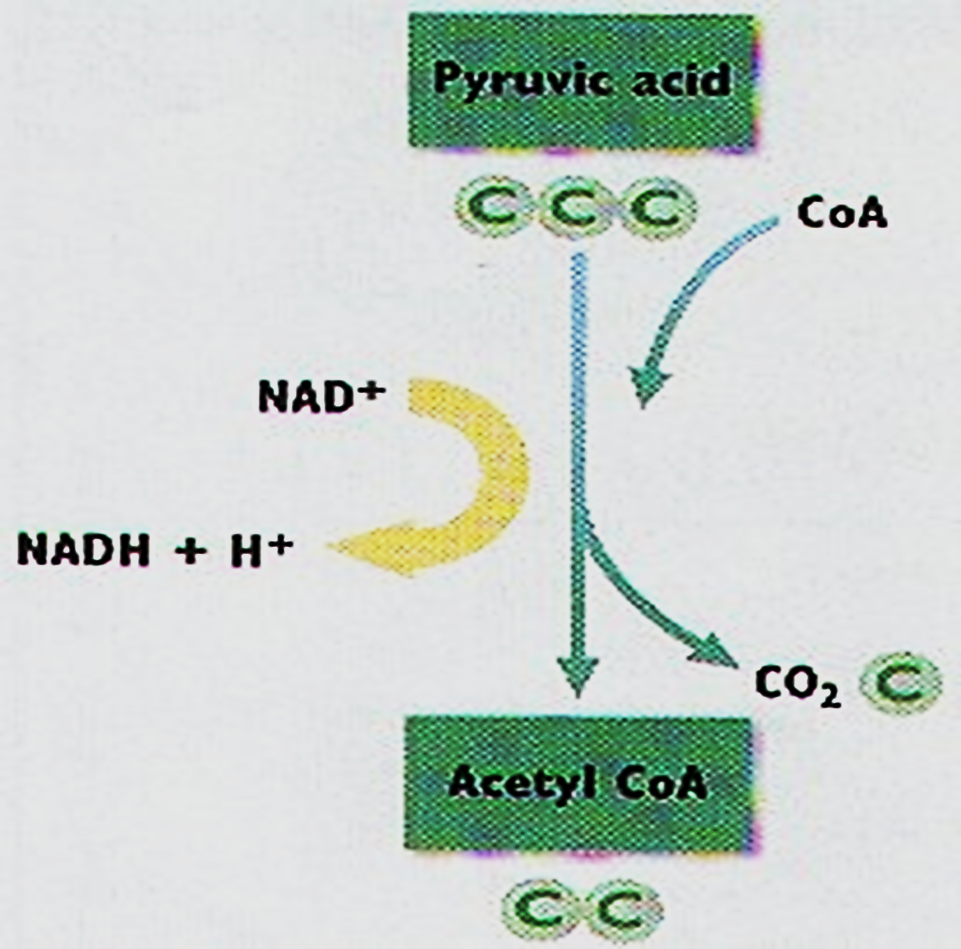 Pyruvic acid
C C C
CoA
NAD⁺
NADH + H⁺
CO₂ C
Acetyl CoA
C C